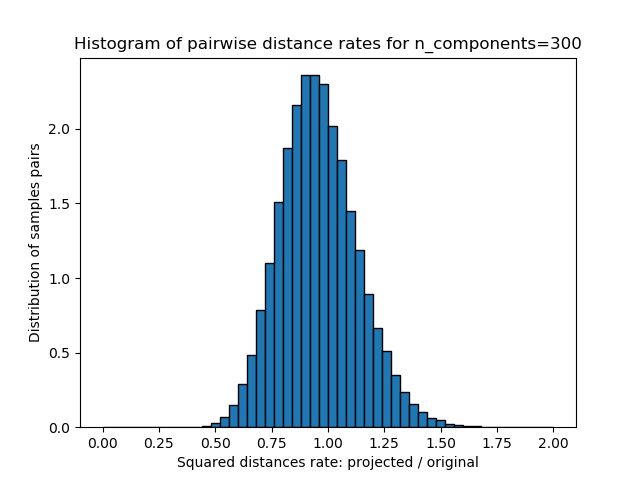 Histogram of pairwise distance rates for n_components=300
Distribution of samples pairs
2.0
1.5
1.0
0.5
0.0
0.00 0.25 0.50 0.75 1.00 1.25 1.50 1.75 2.00
Squared distances rate: projected / original